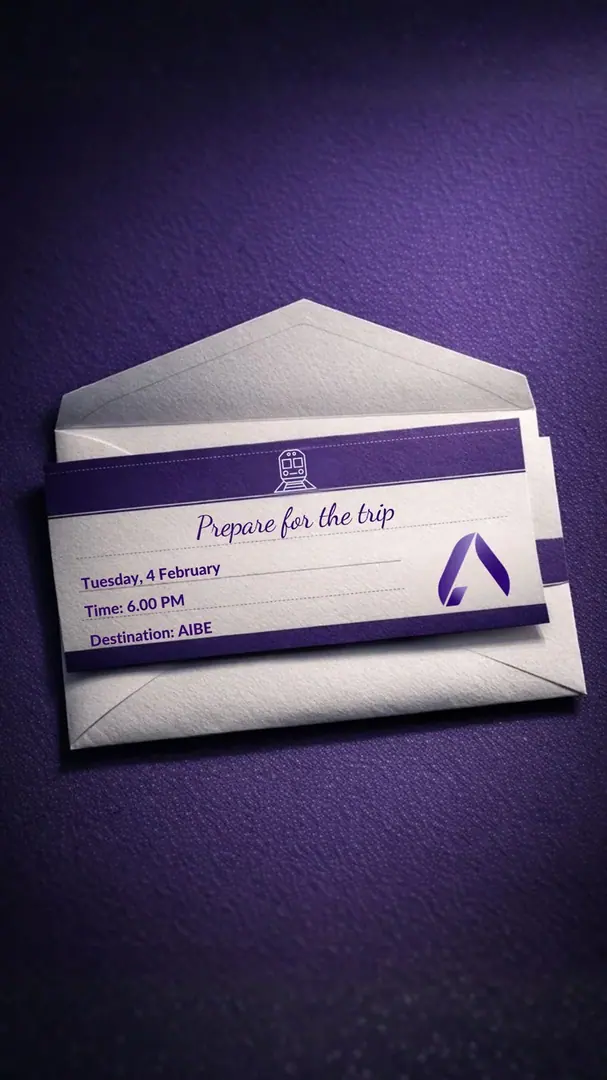 Prepare for the trip
Tuesday, 4 February
Time: 6.00 PM
Destination: AIBE